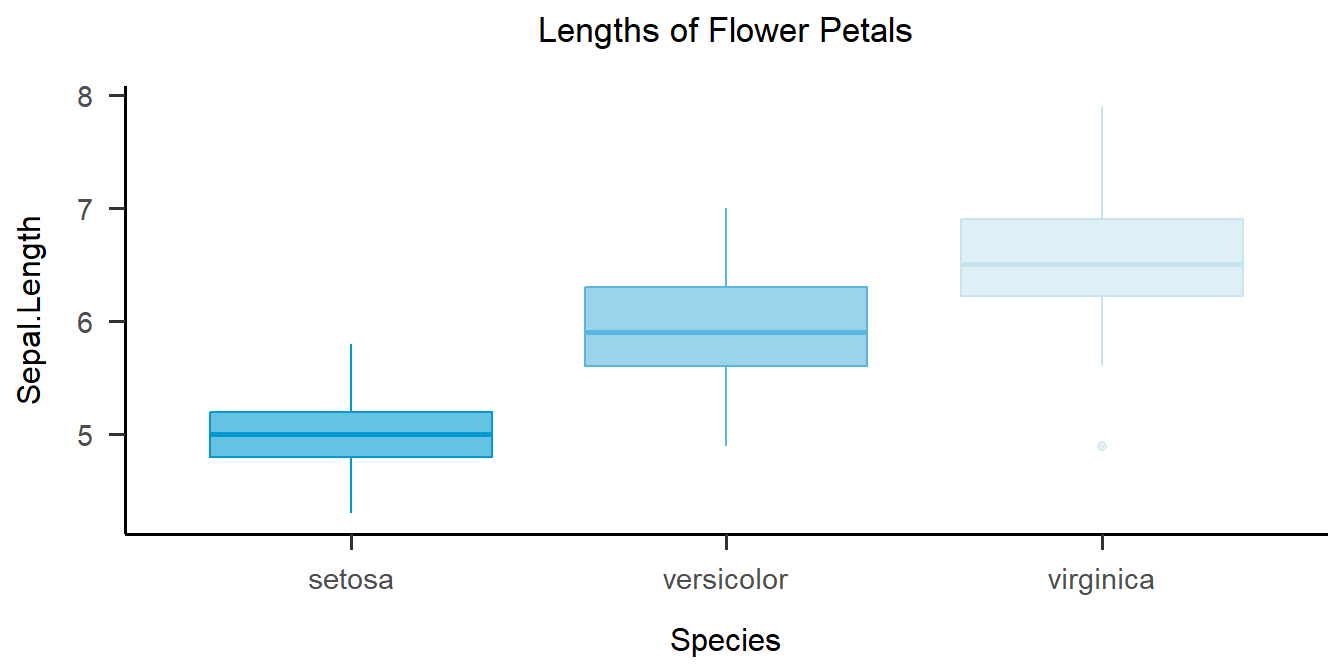 Lengths of Flower Petals
8
7
6
5
Sepal.Length
setosa versicolor virginica
Species